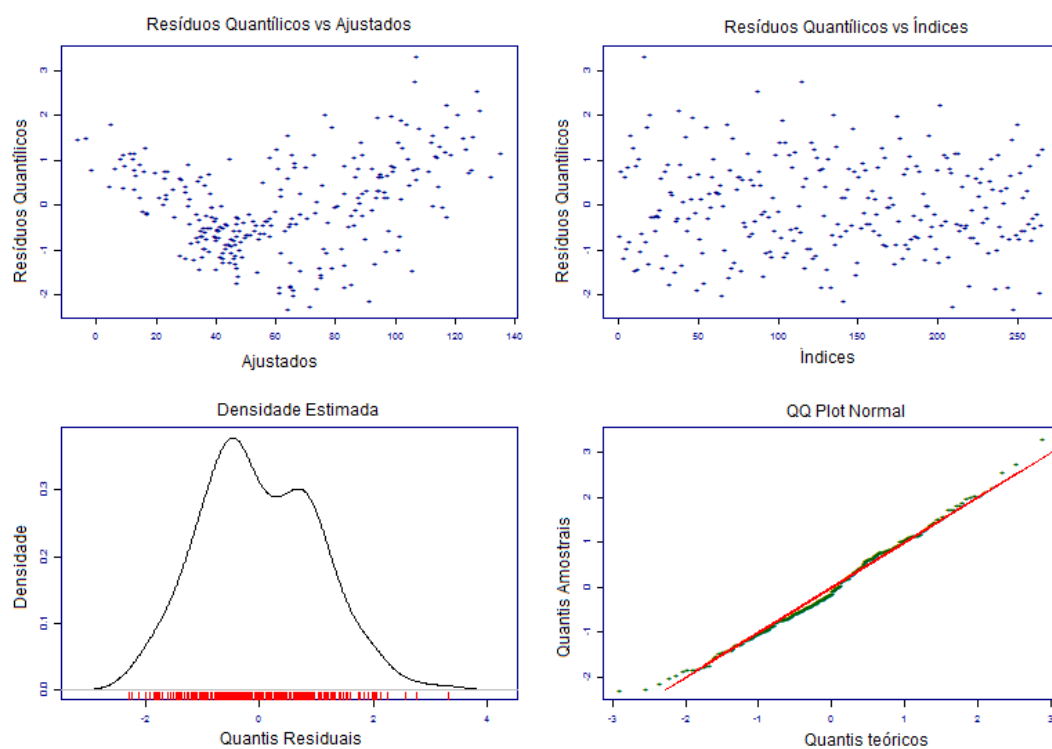 Resíduos Quantílicos vs Ajustados
Resíduos Quantílicos
3
2
1
0
-1
-2
0 20 40 60 80 100 120 140
Ajustados
Resíduos Quantílicos vs Índices
Resíduos Quantílicos
3
2
1
0
-1
-2
0 50 100 150 200 250
Índices
Densidade Estimada
Densidade
0.3
0.2
0.1
0.0
-2 0 2 4
Quantis Residuais
QQ Plot Normal
Quantis Amostrais
3
2
1
0
-1
-2
-3 -2 -1 0 1 2 3
Quantis teóricos